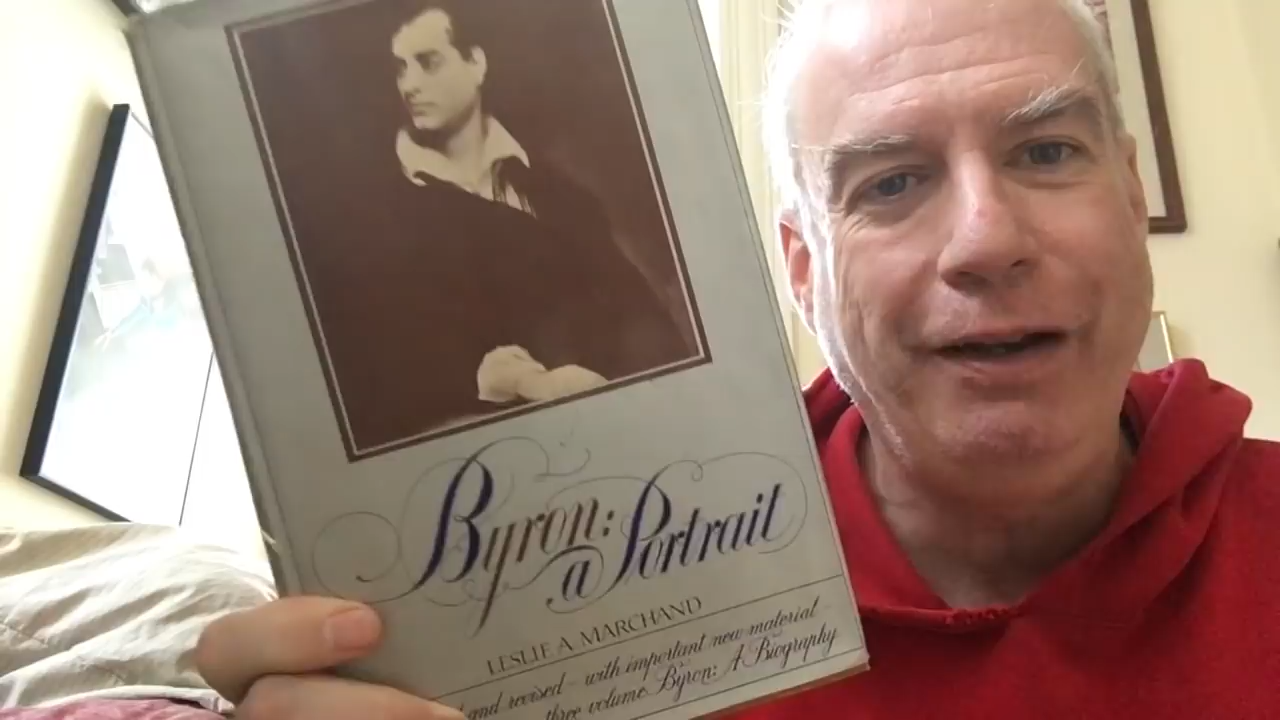 Byron:
a Portrait
LESLIE A. MARCHAND
and revised - with important new material
three volume Byron: A Biography